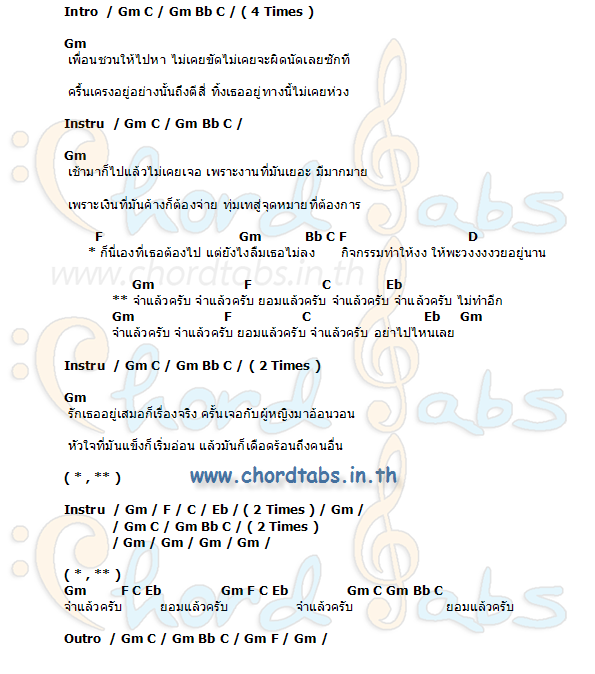 Intro / Gm C / Gm Bb C / ( 4 Times )
Gm
เพื่อนชวนให้ไปหา ไม่เคยขัดไม่เคยจะผิดนัดเลยซักที
ครื้นเครงอยู่อย่างนั้นถึงตีสี่ ทิ้งเธออยู่ทางนี้ไม่เคยห่วง
Instru / Gm C / Gm Bb C /
Gm
เช้ามาก็ไปแล้วไม่เคยเจอ เพราะงานที่มันเยอะ มีมากมาย
เพราะเงินที่มันค้างก็ต้องจ่าย ทุ่มเทสู่จุดหมายที่ต้องการ
F Gm Bb C F D
* ก็นี่เองที่เธอต้องไป แต่ยังไงลืมเธอไม่ลง กิจกรรมทำให้งง ให้พะวงงงงวยอยู่นาน
www.chordtabs.in.th
Gm F C Eb
** จำแล้วครับ จำแล้วครับ ยอมแล้วครับ จำแล้วครับ จำแล้วครับ ไม่ทำอีก
Gm F C Eb Gm
จำแล้วครับ จำแล้วครับ ยอมแล้วครับ จำแล้วครับ อย่าไปไหนเลย
Instru / Gm C / Gm Bb C / ( 2 Times )
Gm
รักเธออยู่เสมอก็เรื่องจริง ครั้นเจอกับผู้หญิงมาอ้อนวอน
หัวใจที่มันแข็งก็เริ่มอ่อน แล้วมันก็เดือดร้อนถึงคนอื่น
( * , ** )
www.chordtabs.in.th
Instru / Gm / F / C / Eb / ( 2 Times ) / Gm /
/ Gm C / Gm Bb C / ( 2 Times )
/ Gm / Gm / Gm / Gm /
( * , ** )
Gm F C Eb Gm F C Eb Gm C Gm Bb C
จำแล้วครับ ยอมแล้วครับ จำแล้วครับ ยอมแล้วครับ
Outro / Gm C / Gm Bb C / Gm F / Gm /